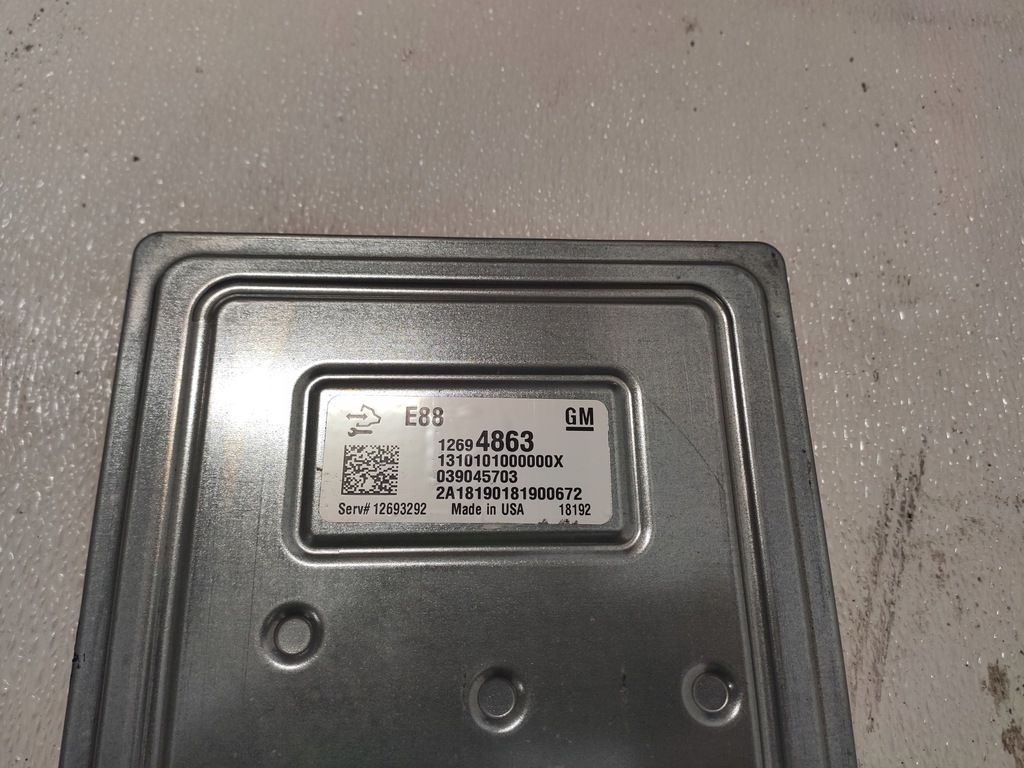 E88 GM
12694863
1310101000000X
039045703
2A18190181900672
Serv# 12693292 Made in USA 18192